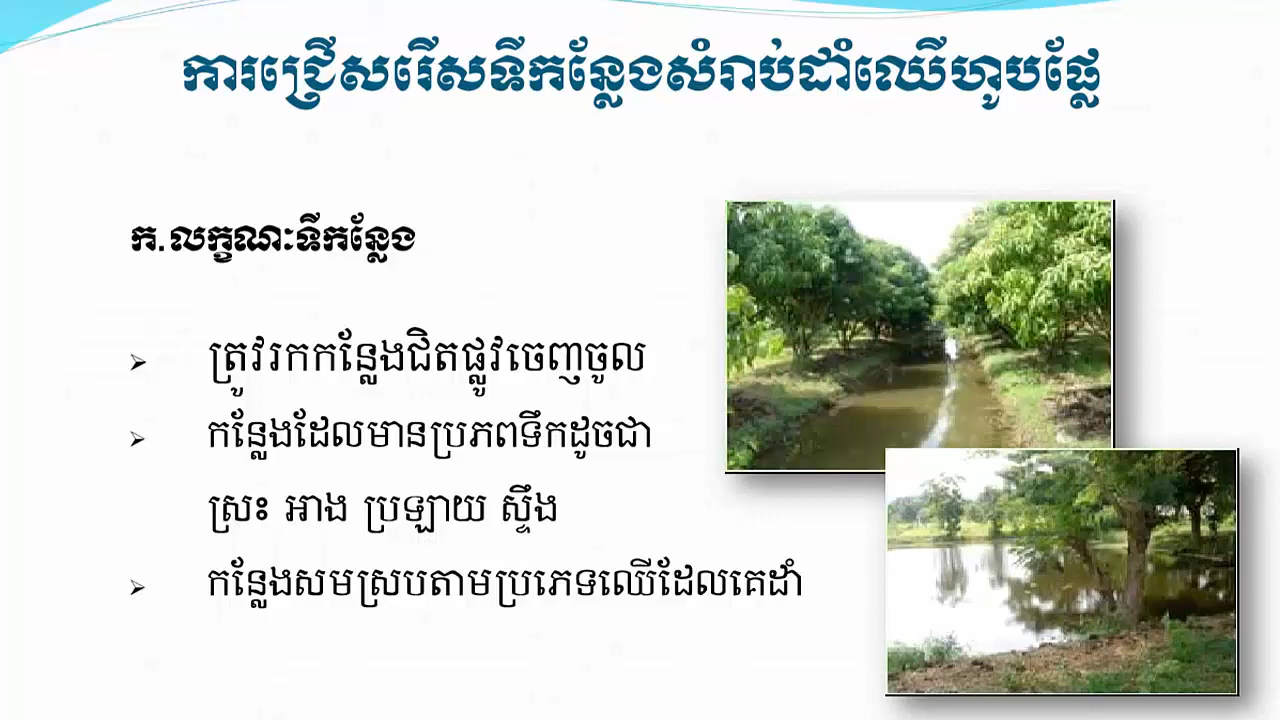 ការជ្រើសរើសទីកន្លែងសំរាប់ដាំឈើហូបផ្លែ
ក.លក្ខណៈទីកន្លែង
➢ ត្រូវរកកន្លែងជិតផ្លូវចេញចូល
➢ កន្លែងដែលមានប្រភពទឹកដូចជា
ស្រះ អាង ប្រឡាយ ស្ទឹង
➢ កន្លែងសមស្របតាមប្រភេទឈើដែលគេដាំ